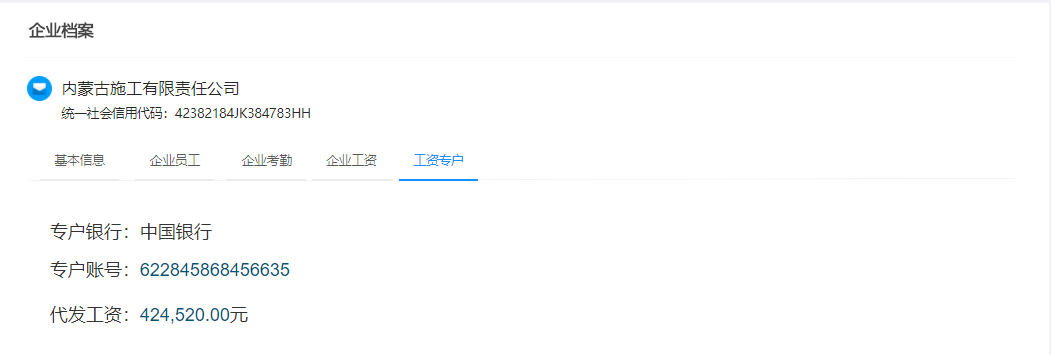 企业档案
内蒙古施工有限责任公司
统一社会信用代码：42382184JK384783HH
基本信息 企业员工 企业考勤 企业工资 工资专户
专户银行：中国银行
专户账号：622845868456635
代发工资：424,520.00元